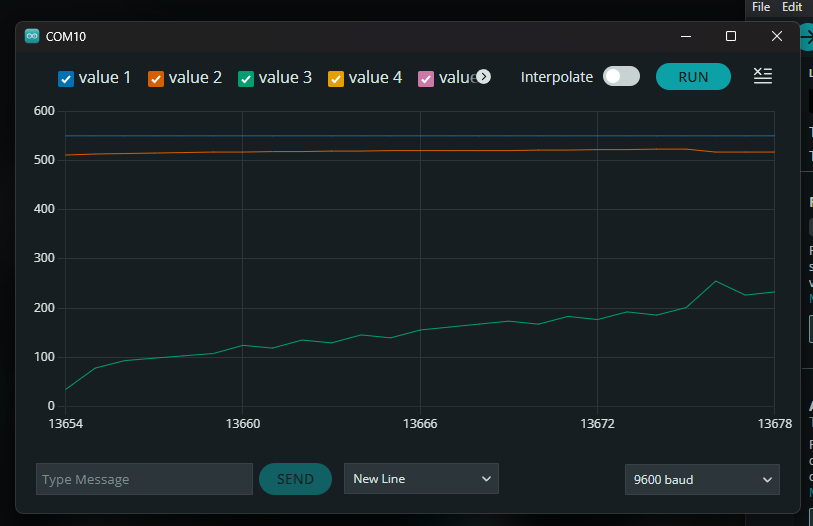 File Edit
COM10
value 1 value 2 value 3 value 4 value Interpolate RUN
600
500
400
300
200
100
0
13654 13660 13666 13672 13678
Type Message SEND New Line 9600 baud